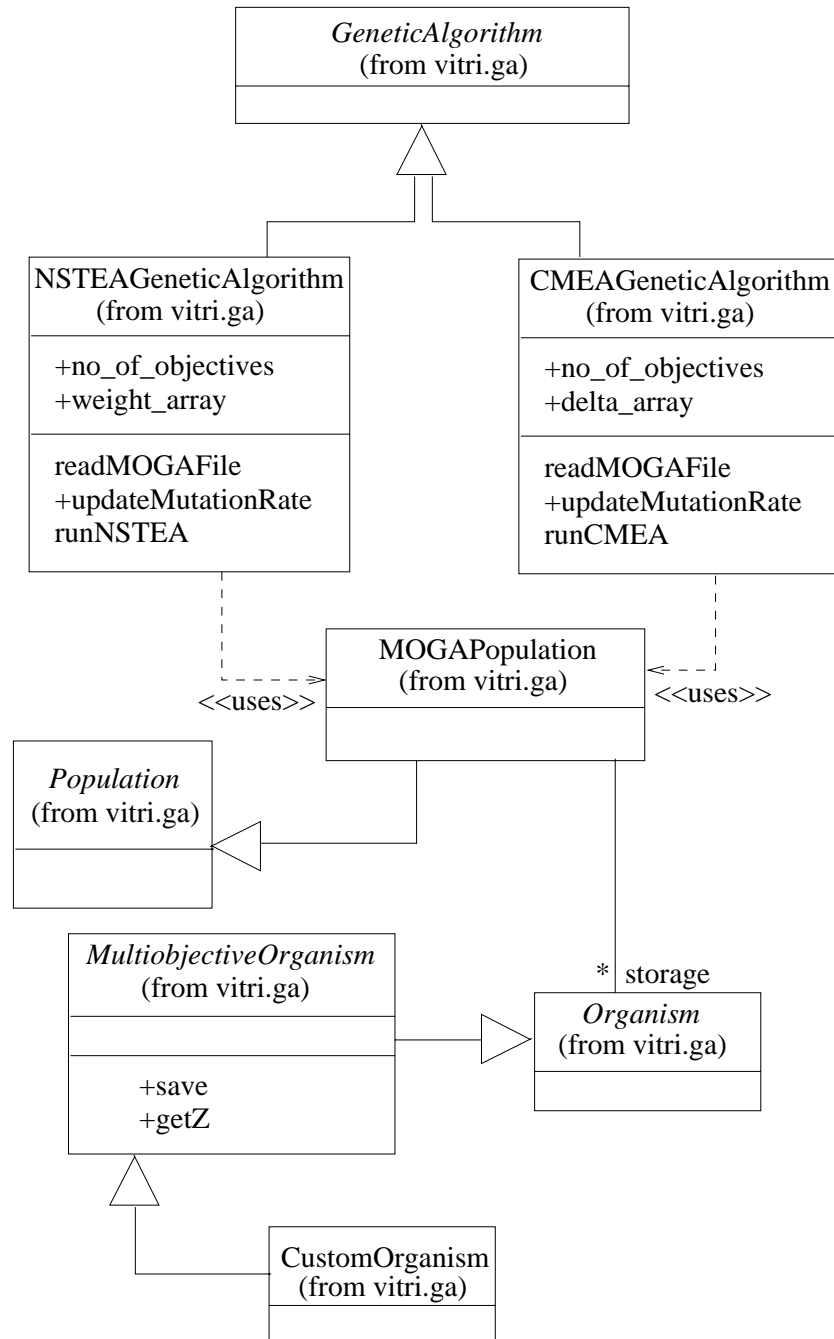 GeneticAlgorithm
(from vitri.ga)
NSTEAGeneticAlgorithm
(from vitri.ga)
+no_of_objectives
+weight_array
readMOGAFile
+updateMutationRate
runNSTEA
CMEAGeneticAlgorithm
(from vitri.ga)
+no_of_objectives
+delta_array
readMOGAFile
+updateMutationRate
runCMEA
MOGAPopulation
(from vitri.ga)
<<uses>>
<<uses>>
Population
(from vitri.ga)
MultiobjectiveOrganism
(from vitri.ga)
+save
+getZ
* storage
Organism
(from vitri.ga)
CustomOrganism
(from vitri.ga)